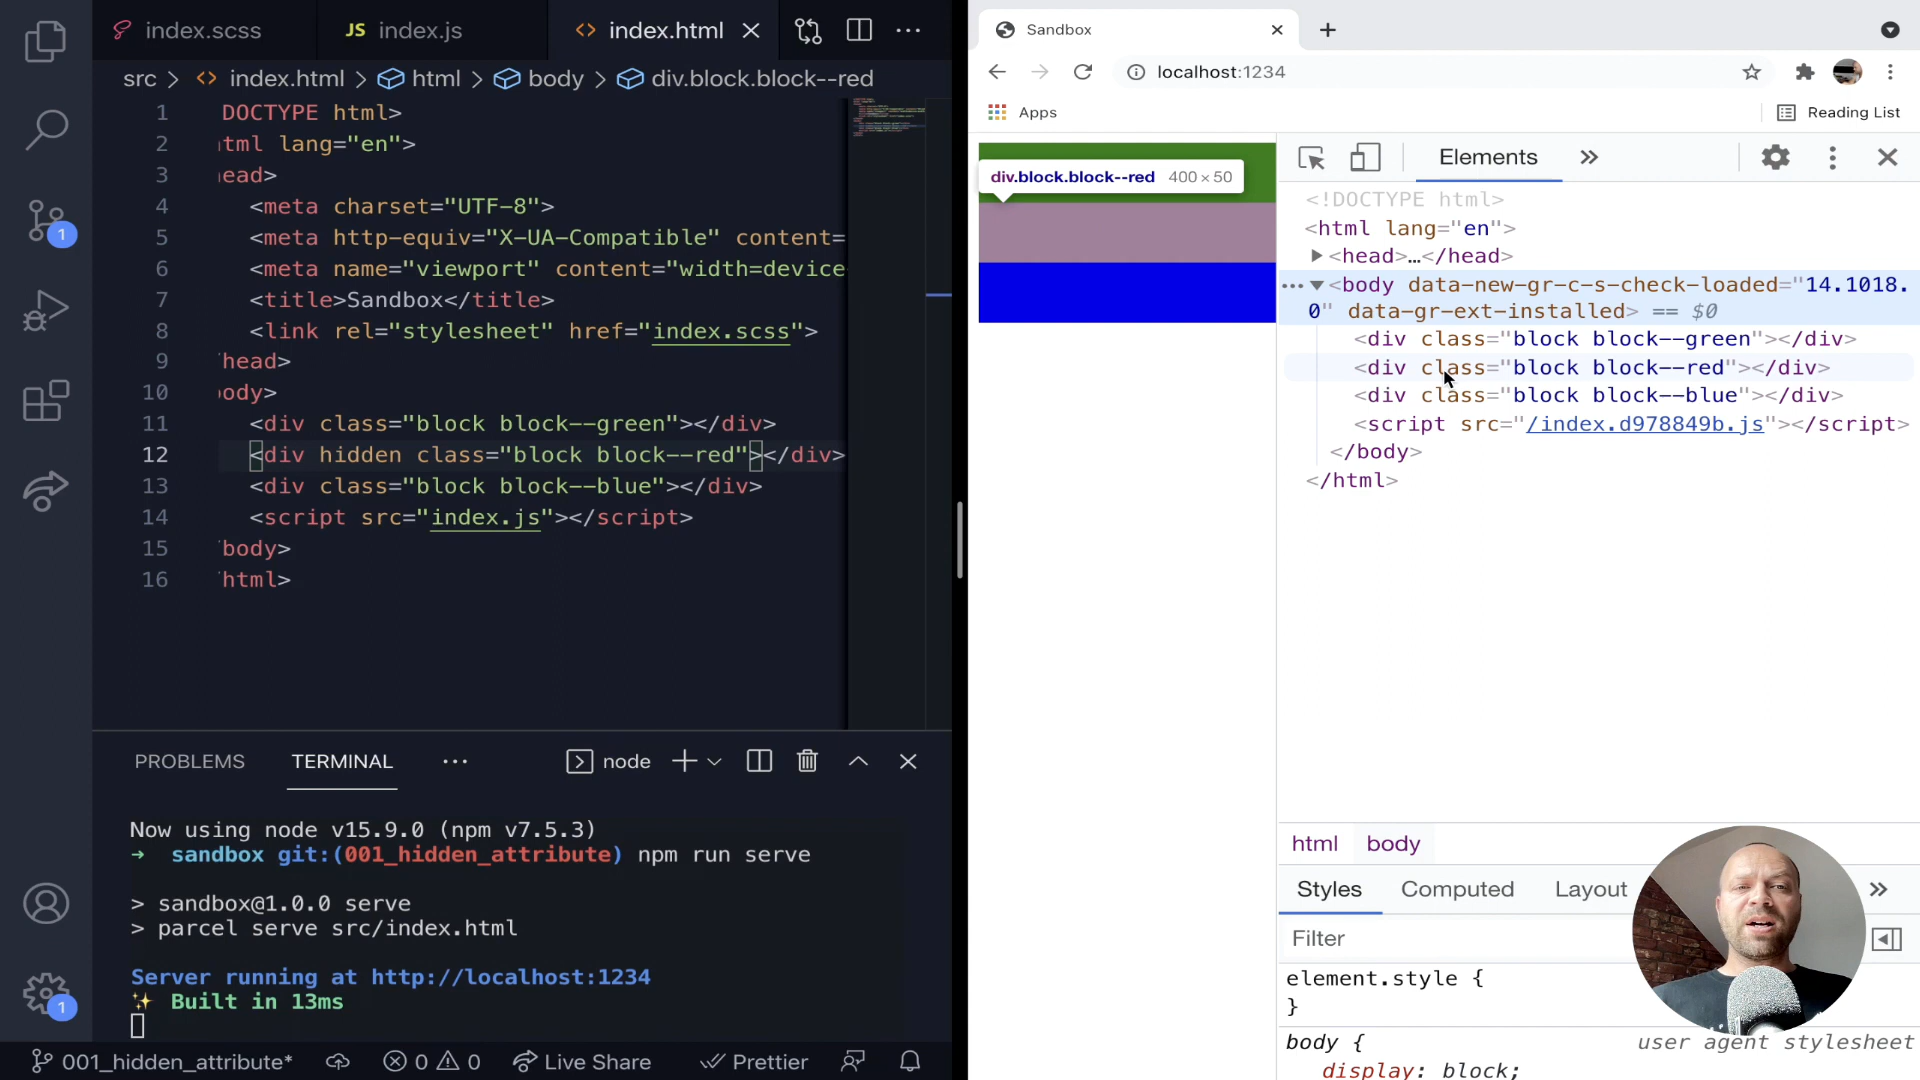 index.scss
JS index.js
<> index.html
src > <> index.html > html > body > div.block.block--red
1 DOCTYPE html>
2 tml lang="en">
3 ead>
4 <meta charset="UTF-8">
5 <meta http-equiv="X-UA-Compatible" content=
6 <meta name="viewport" content="width=device
7 <title>Sandbox</title>
8 <link rel="stylesheet" href="index.scss">
9 head>
10 ody>
11 <div class="block block--green"></div>
12 <div hidden class="block block--red"></div>
13 <div class="block block--blue"></div>
14 <script src="index.js"></script>
15 body>
16 html>
PROBLEMS TERMINAL ... node
Now using node v15.9.0 (npm v7.5.3)
→ sandbox git:(001_hidden_attribute) npm run serve
> sandbox@1.0.0 serve
> parcel serve src/index.html
Server running at http://localhost:1234
✨ Built in 13ms
1
1
001_hidden_attribute* 0 0 Live Share Prettier
Sandbox
localhost:1234
Apps
Reading List
div.block.block--red 400 × 50
Elements
<!DOCTYPE html>
<html lang="en">
▶<head>…</head>
...▼<body data-new-gr-c-s-check-loaded="14.1018.
0" data-gr-ext-installed> == $0
<div class="block block--green"></div>
<div class="block block--red"></div>
<div class="block block--blue"></div>
<script src="/index.d978849b.js"></script>
</body>
</html>
html body
Styles Computed Layout
Filter
element.style {
}
body { user agent stylesheet
display: block;